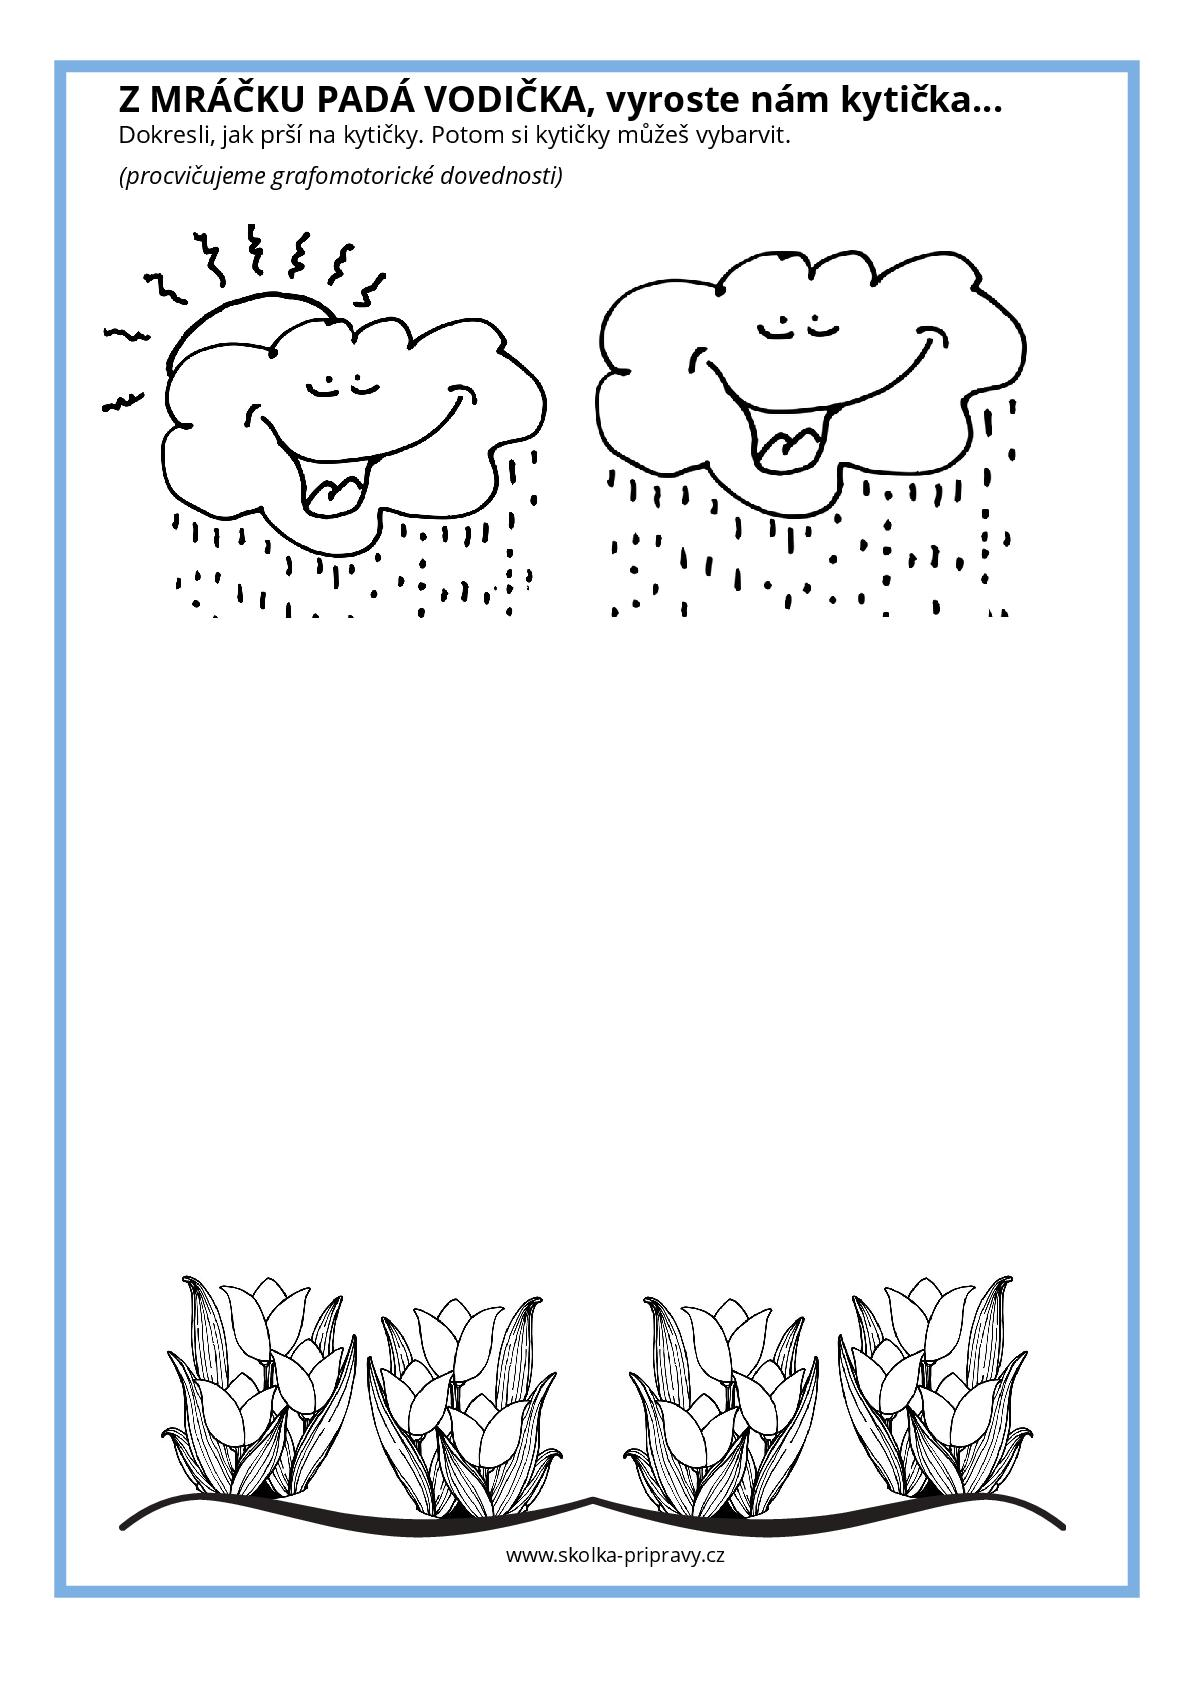 Z MRÁČKU PADÁ VODIČKA, vyroste nám kytička...
Dokresli, jak prší na kytičky. Potom si kytičky můžeš vybarvit.
(procvičujeme grafomotorické dovednosti)
www.skolka-pripravy.cz